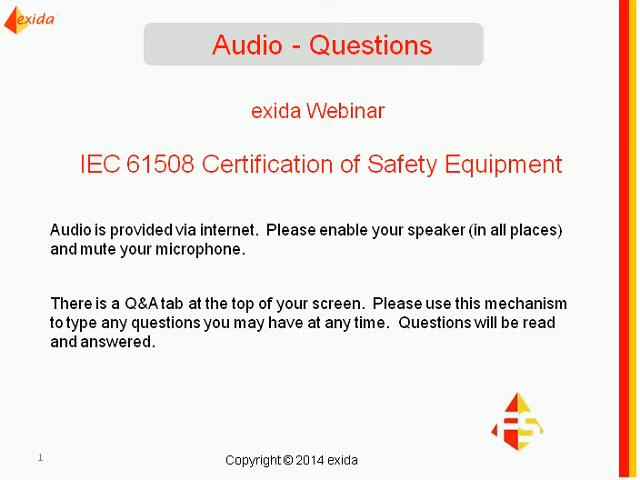 exida
Audio - Questions
exida Webinar
IEC 61508 Certification of Safety Equipment
Audio is provided via internet. Please enable your speaker (in all places)
and mute your microphone.
There is a Q&A tab at the top of your screen. Please use this mechanism
to type any questions you may have at any time. Questions will be read
and answered.
FS
1
Copyright © 2014 exida